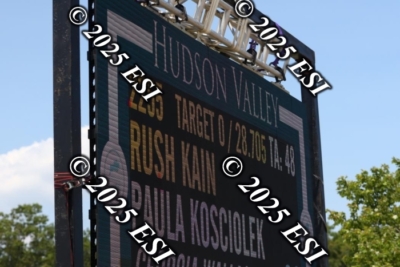 © 2025 ESI
© 2025 ESI
HUDSON VALLEY
2255 TARGET 0 / 28.705 TA: 48
RUSH KAIN
© 2025 ESI
© 2025 ESI
PAULA KOSCIOLEK